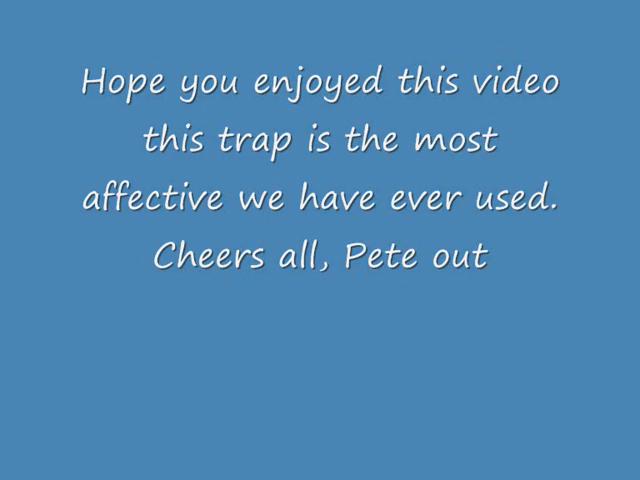 Hope you enjoyed this video
this trap is the most
affective we have ever used.
Cheers all, Pete out